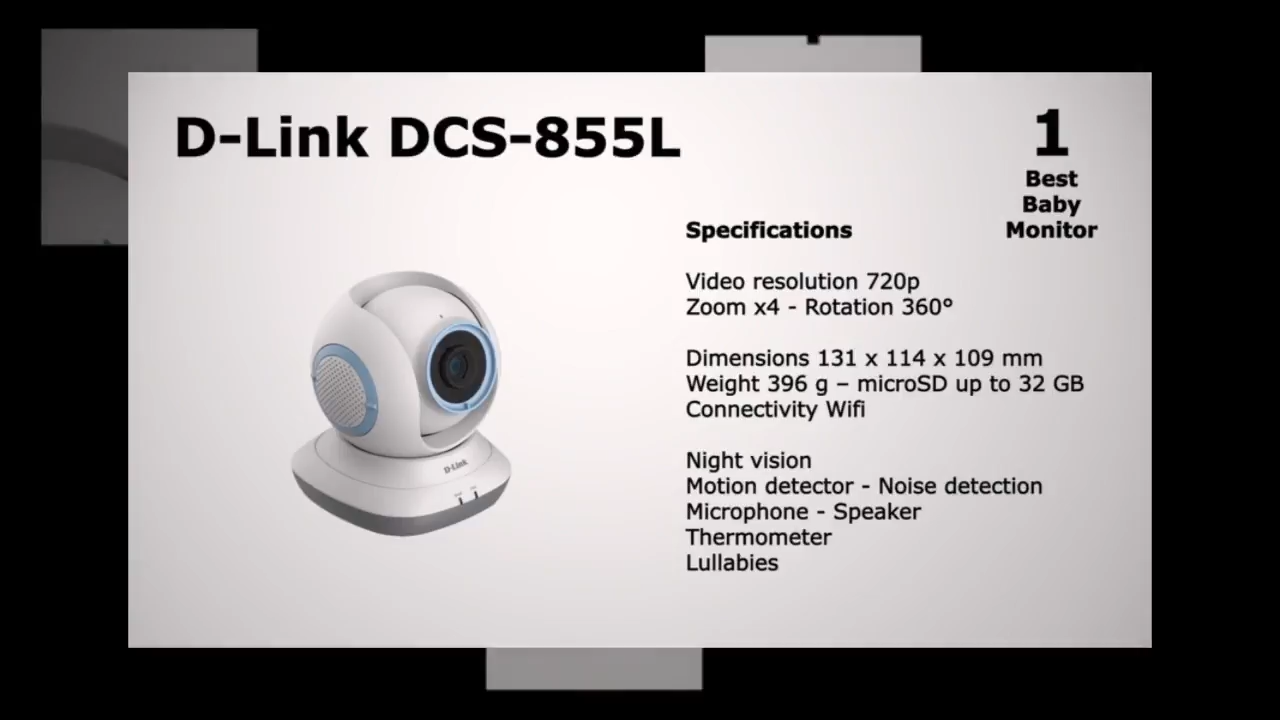 D-Link DCS-855L
1
Best
Baby
Monitor
Specifications
Video resolution 720p
Zoom x4 - Rotation 360°
Dimensions 131 x 114 x 109 mm
Weight 396 g – microSD up to 32 GB
Connectivity Wifi
Night vision
Motion detector - Noise detection
Microphone - Speaker
Thermometer
Lullabies
D-Link